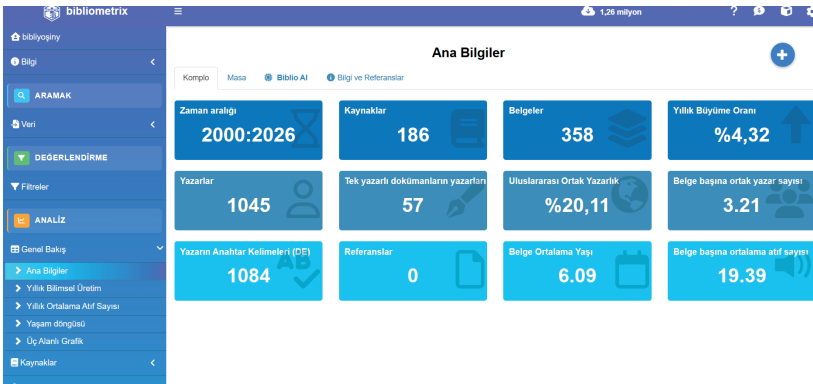 bibliometrix
1,26 milyon
?
bibliyoşiny
Bilgi
ARAMAK
Veri
DEĞERLENDİRME
Filtreler
ANALİZ
Genel Bakış
Ana Bilgiler
Yıllık Bilimsel Üretim
Yıllık Ortalama Atıf Sayısı
Yaşam döngüsü
Üç Alanlı Grafik
Kaynaklar
Ana Bilgiler
Komplo Masa Biblio AI Bilgi ve Referanslar
Zaman aralığı
2000:2026
Kaynaklar
186
Belgeler
358
Yıllık Büyüme Oranı
%4,32
Yazarlar
1045
Tek yazarlı dokümanların yazarları
57
Uluslararası Ortak Yazarlık
%20,11
Belge başına ortak yazar sayısı
3.21
Yazarın Anahtar Kelimeleri (DE)
1084
Referanslar
0
Belge Ortalama Yaşı
6.09
Belge başına ortalama atıf sayısı
19.39